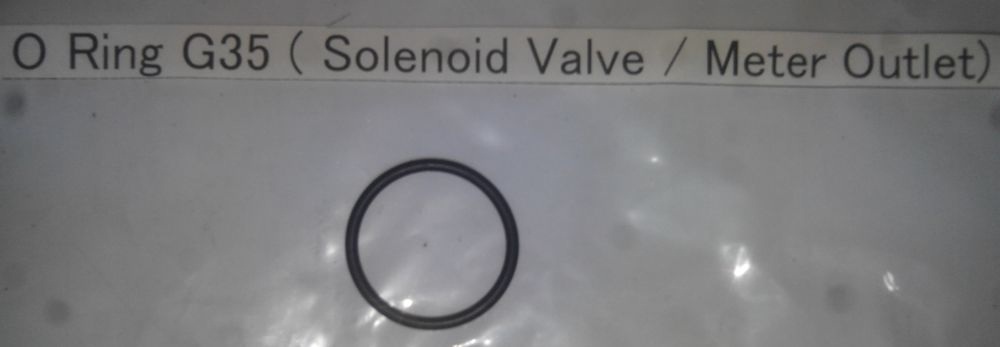 O Ring G35 ( Solenoid Valve / Meter Outlet)